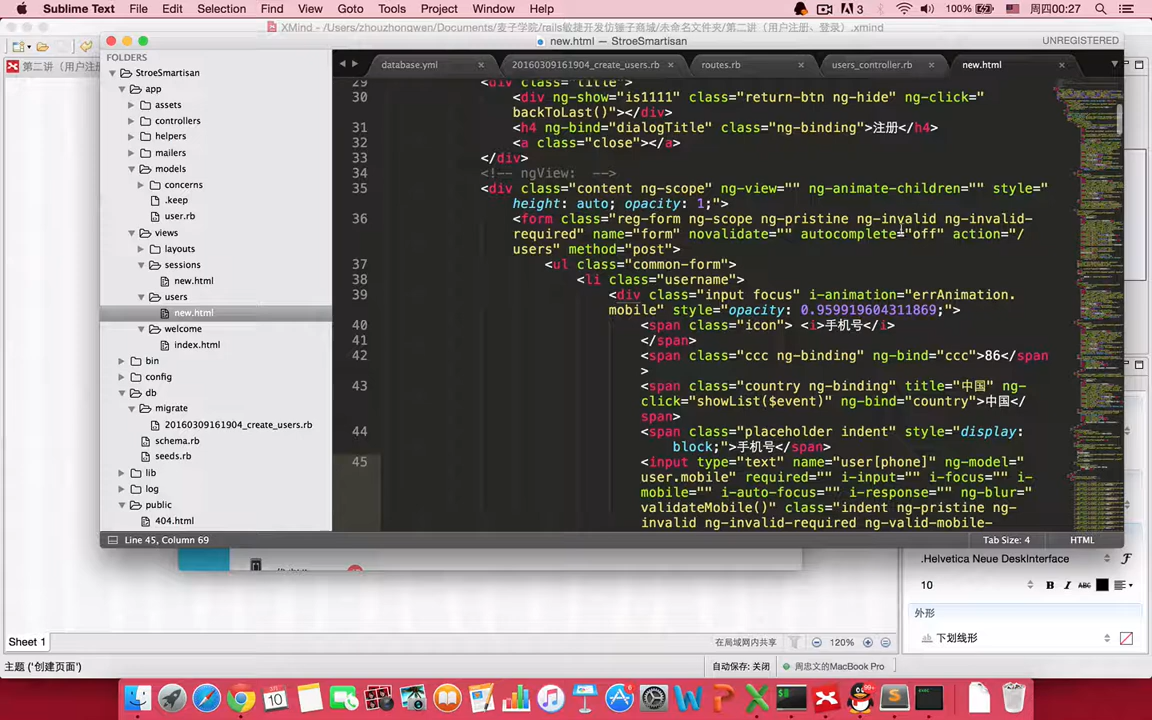 Sublime Text File Edit Selection Find View Goto Tools Project Window Help 3 100% 周四00:27
XMind - /Users/zhouzhongwen/Documents/麦子学院/rails敏捷开发仿锤子商城/未命名文件夹/第二讲（用户注册、登录）.xmind
new.html — StroeSmartisan
UNREGISTERED
第二讲（用户注册
FOLDERS
StroeSmartisan
app
assets
controllers
helpers
mailers
models
concerns
.keep
user.rb
views
layouts
sessions
new.html
users
new.html
welcome
index.html
bin
config
db
migrate
20160309161904_create_users.rb
schema.rb
seeds.rb
lib
log
public
404.html
database.yml × 20160309161904_create_users.rb × routes.rb × users_controller.rb × new.html ×
29 <div class="title">
30 <div ng-show="is1111" class="return-btn ng-hide" ng-click="
backToLast()"></div>
31 <h4 ng-bind="dialogTitle" class="ng-binding">注册</h4>
32 <a class="close"></a>
33 </div>
34 <!-- ngView:  -->
35 <div class="content ng-scope" ng-view="" ng-animate-children="" style="
height: auto; opacity: 1;">
36 <form class="reg-form ng-scope ng-pristine ng-invalid ng-invalid-
required" name="form" novalidate="" autocomplete="off" action="/
users" method="post">
37 <ul class="common-form">
38 <li class="username">
39 <div class="input focus" i-animation="errAnimation.
mobile" style="opacity: 0.959919604311869;">
40 <span class="icon"> <i>手机号</i>
41 </span>
42 <span class="ccc ng-binding" ng-bind="ccc">86</span
>
43 <span class="country ng-binding" title="中国" ng-
click="showList($event)" ng-bind="country">中国</
span>
44 <span class="placeholder indent" style="display:
block;">手机号</span>
45 <input type="text" name="user[phone]" ng-model="
user.mobile" required="" i-input="" i-focus="" i-
mobile="" i-auto-focus="" i-response="" ng-blur="
validateMobile()" class="indent ng-pristine ng-
invalid ng-invalid-required ng-valid-mobile-
Line 45, Column 69
Tab Size: 4 HTML
.Helvetica Neue DeskInterface
10 B I ABC
外形
下划线形
Sheet 1
在局域网内共享 120%
主题 ('创建页面')
自动保存: 关闭 周忠文的MacBook Pro